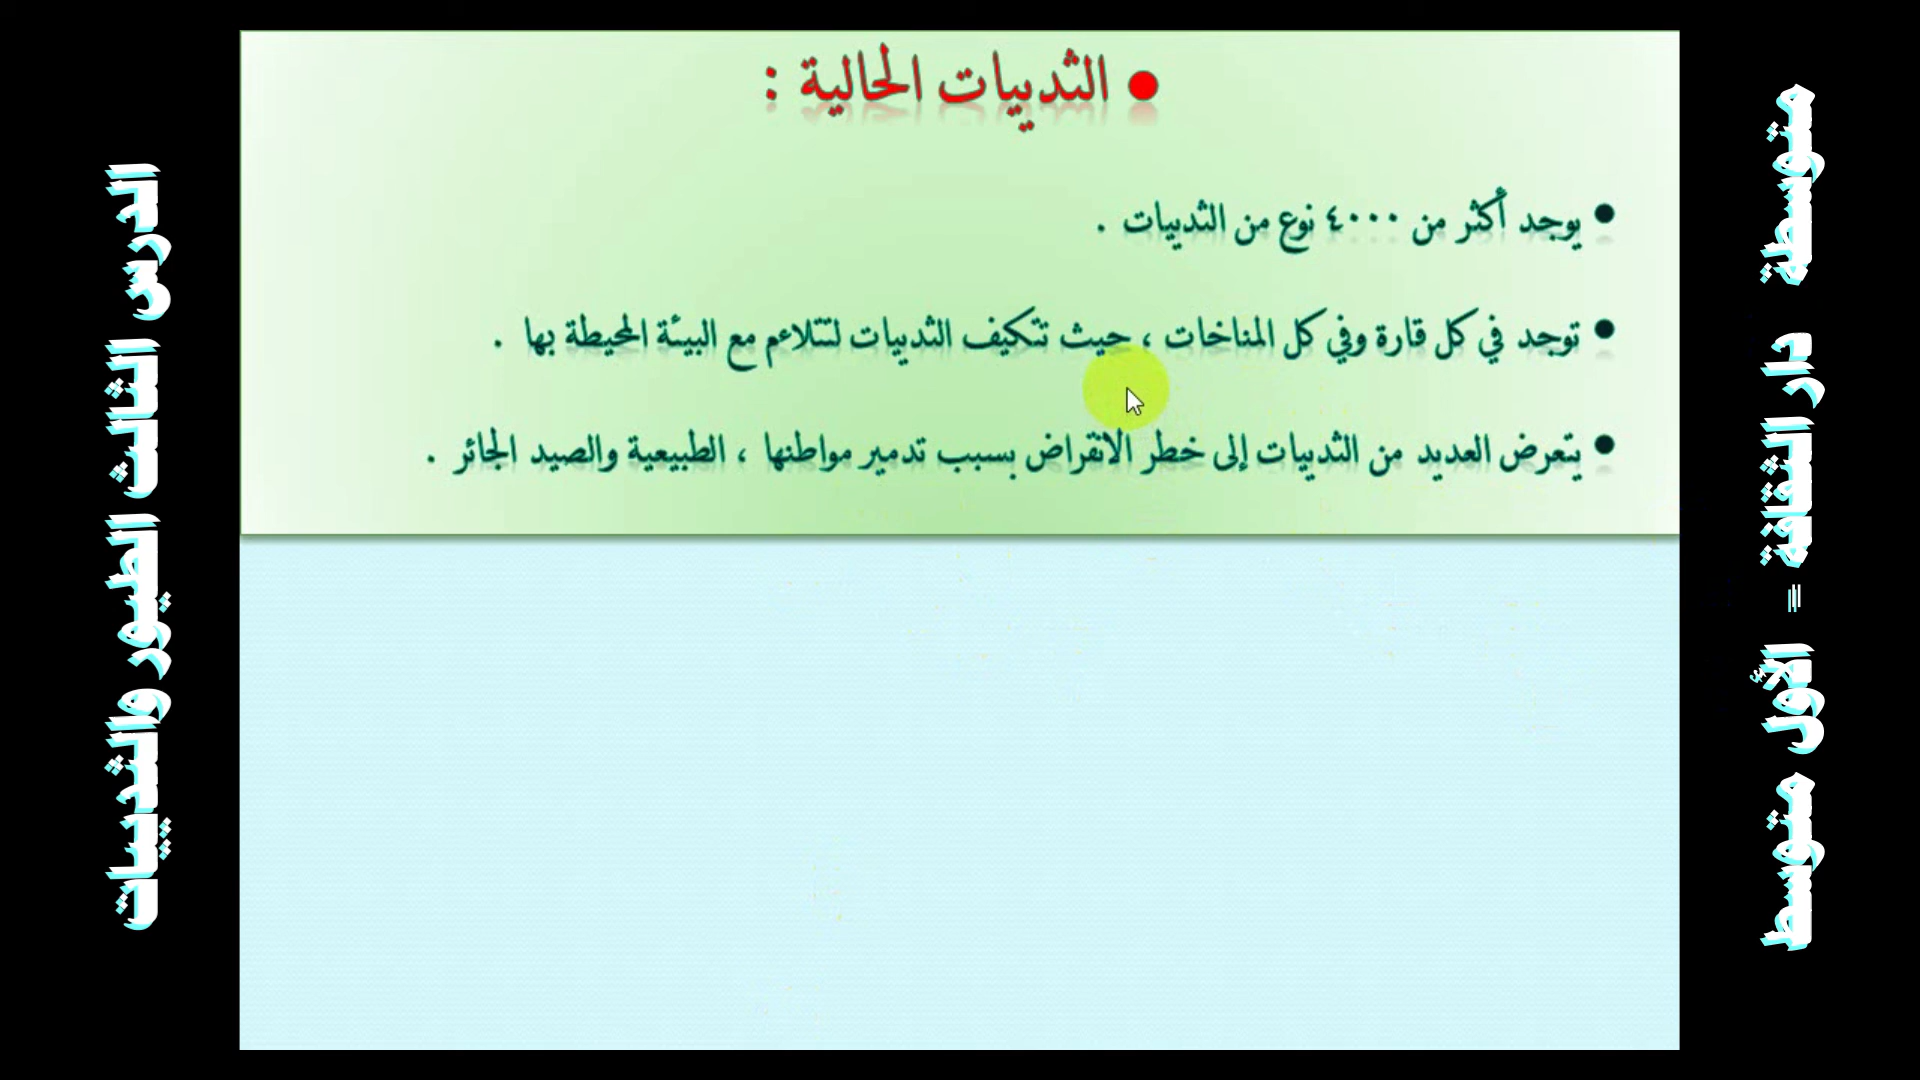 ● الثدييات الحالية :
● يوجد أكثر من ٤٠٠٠ نوع من الثدييات .
● توجد في كل قارة وفي كل المناخات ، حيث تتكيف الثدييات لتتلاءم مع البيئة المحيطة بها .
● يتعرض العديد من الثدييات إلى خطر الانقراض بسبب تدمير مواطنها ، الطبيعية والصيد الجائر .
متوسطة دار الثقافة = الأول متوسط
الدرس الثالث الطيور والثدييات